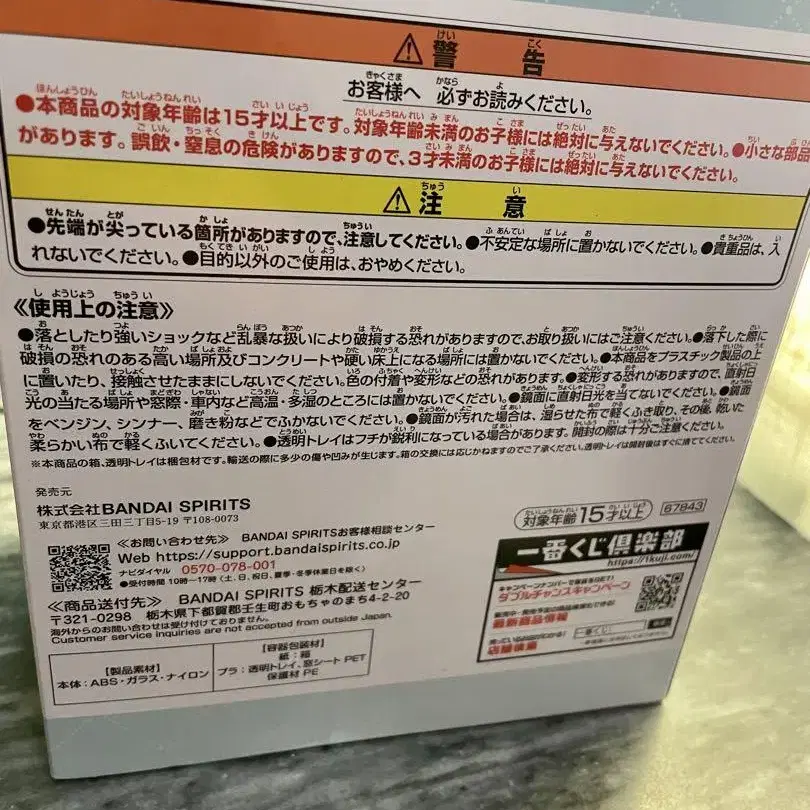 ⚠警告
お客様へ 必ずお読みください。
●本商品の対象年齢は15才以上です。対象年齢未満のお子様には絶対に与えないでください。●小さな部品
があります。誤飲・窒息の危険がありますので、3才未満のお子様には絶対に与えないでください。
⚠注意
●先端が尖っている箇所がありますので、注意してください。●不安定な場所に置かないでください。●貴重品は、入
れないでください。●目的以外のご使用は、おやめください。
《使用上の注意》
●落としたり強いショックなど乱暴な扱いにより破損する恐れがありますので、お取り扱いにはご注意ください。●落下した際に
破損の恐れのある高い場所及びコンクリートや硬い床上になる場所には置かないでください。●本商品をプラスチック製品の上
に置いたり、接触させたままにしないでください。色の付着や変形などの恐れがあります。●変形する恐れがありますので、直射日
光の当たる場所や窓際・車内など高温・多湿のところには置かないでください。●鏡面に直射日光を当てないでください。●鏡面
をベンジン、シンナー、磨き粉などでふかないでください。●鏡面が汚れた場合は、湿らせた布で軽くふき取り、その後、乾いた
柔らかい布で軽くふいてください。●透明トレイはフチが鋭利になっている場合があります。開封の際は十分ご注意ください。
※本商品の箱、透明トレイは梱包材です。輸送の際に多少の傷や凹みが生じます。箱の交換には応じかねますのでご了承ください。透明トレイは開封後はすぐに捨ててください。
発売元
株式会社BANDAI SPIRITS
東京都港区三田三丁目5-19 〒108-0073
《お問い合わせ先》 BANDAI SPIRITSお客様相談センター
Web https://support.bandaispirits.co.jp
ナビダイヤル 0570-078-001
●受付時間 10時〜17時(土、日、祝日、夏季・冬季休業日を除く)
《商品送付先》 BANDAI SPIRITS 栃木配送センター
〒321-0298 栃木県下都賀郡壬生町おもちゃのまち4-2-20
海外からのお問い合わせは受け付けておりません。
Customer service inquiries are not accepted from outside Japan.
【製品素材】
本体:ABS・ガラス・ナイロン
【容器包装材】
紙:箱
プラ:透明トレイ、窓シート PET
保護材 PE
対象年齢15才以上
67843
一番くじ倶楽部
https://1kuji.com/
ダブルチャンスキャンペーン
最新商品情報
店舗検索
一番くじ